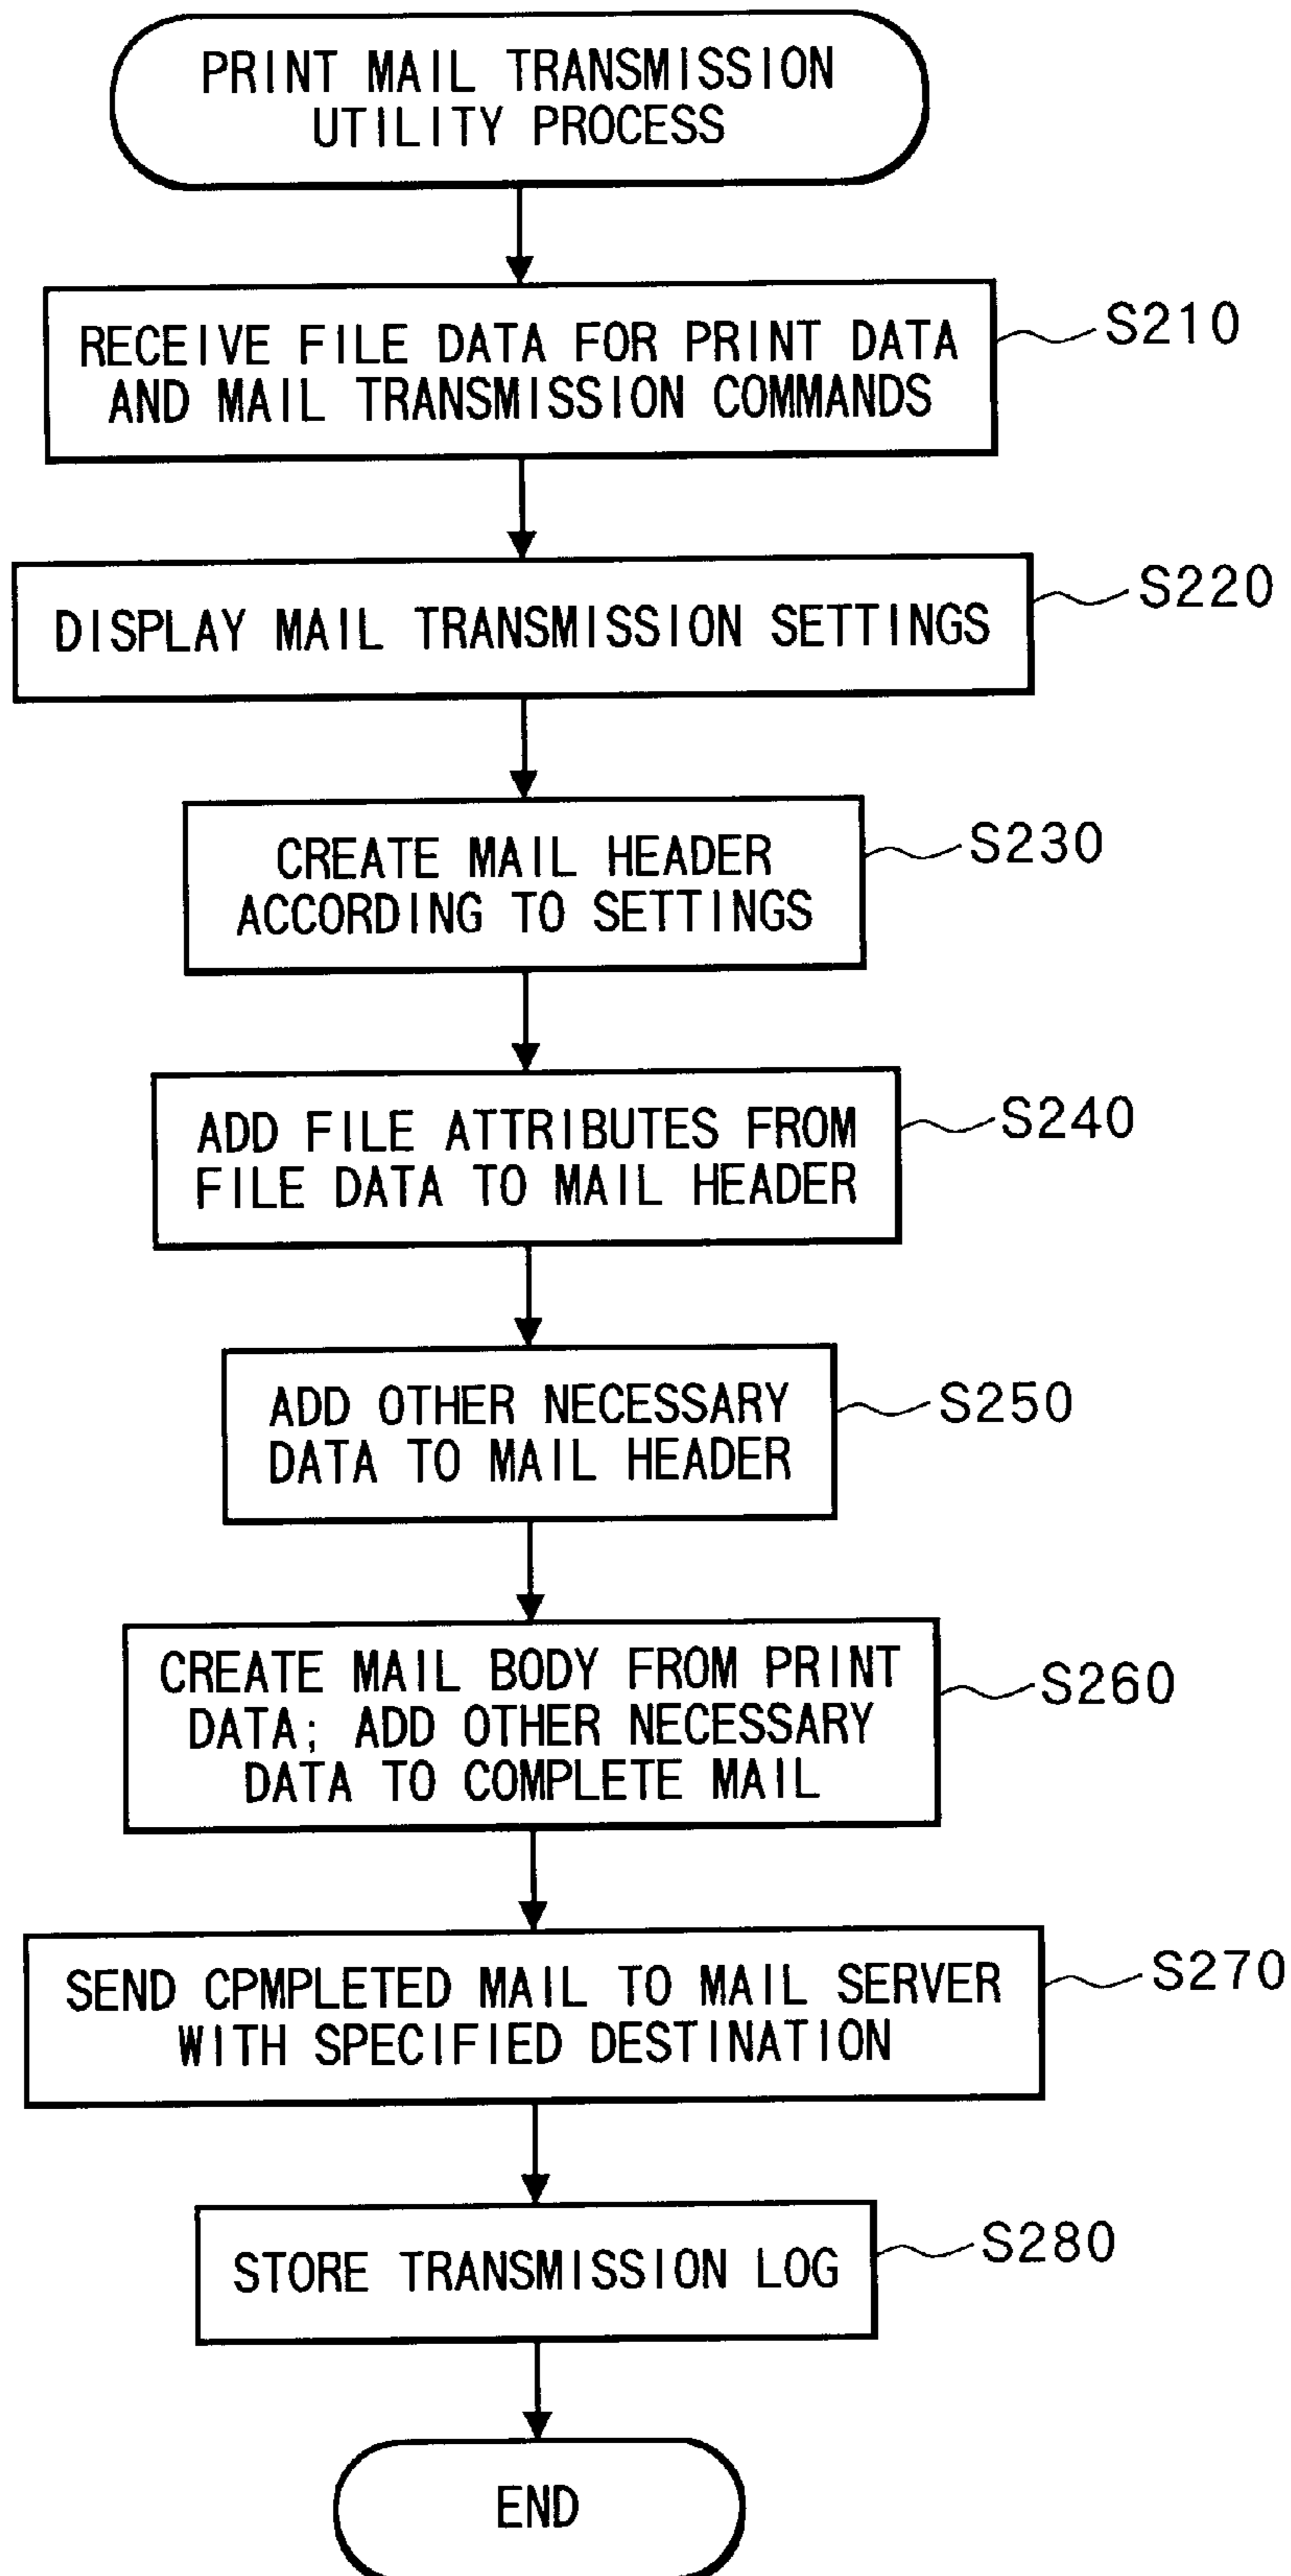 PRINT MAIL TRANSMISSION
UTILITY PROCESS
RECEIVE FILE DATA FOR PRINT DATA
AND MAIL TRANSMISSION COMMANDS
S210
DISPLAY MAIL TRANSMISSION SETTINGS
S220
CREATE MAIL HEADER
ACCORDING TO SETTINGS
S230
ADD FILE ATTRIBUTES FROM
FILE DATA TO MAIL HEADER
S240
ADD OTHER NECESSARY
DATA TO MAIL HEADER
S250
CREATE MAIL BODY FROM PRINT
DATA; ADD OTHER NECESSARY
DATA TO COMPLETE MAIL
S260
SEND CPMPLETED MAIL TO MAIL SERVER
WITH SPECIFIED DESTINATION
S270
STORE TRANSMISSION LOG
S280
END